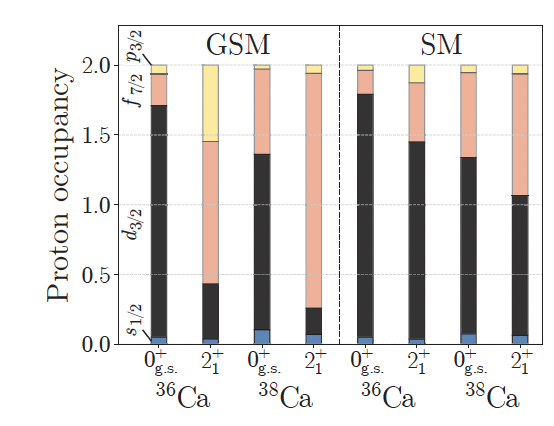 GSM SM
Proton occupancy
2.0
1.5
1.0
0.5
0.0
p3/2
f7/2
d3/2
s1/2
0+g.s. 2+1 0+g.s. 2+1 0+g.s. 2+1 0+g.s. 2+1
36Ca 38Ca 36Ca 38Ca